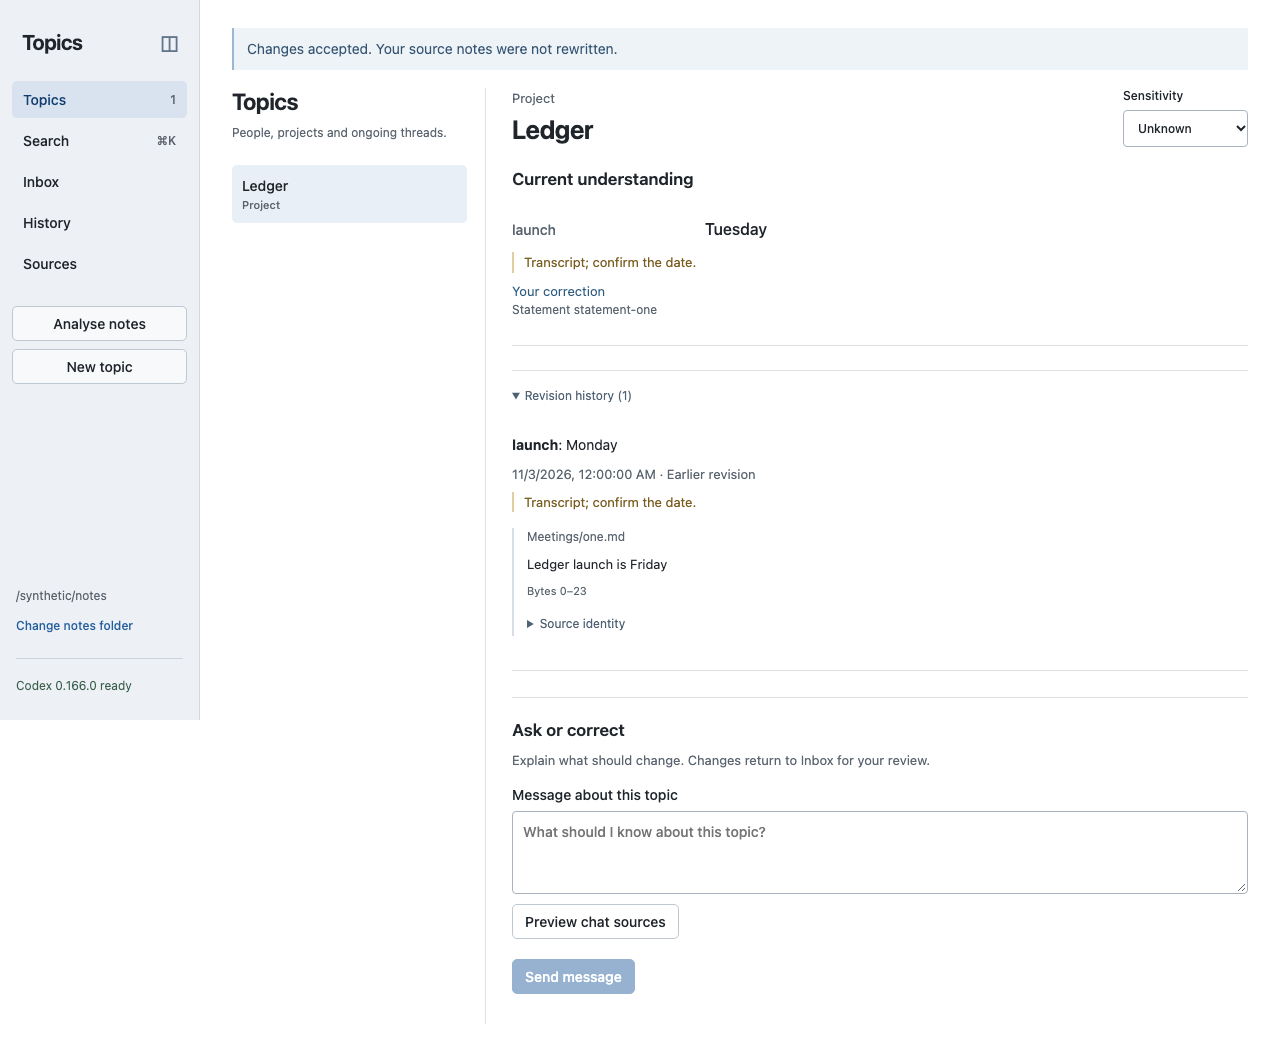 Topics
Topics 1
Search ⌘K
Inbox
History
Sources
Analyse notes
New topic
/synthetic/notes
Change notes folder
Codex 0.166.0 ready
Changes accepted. Your source notes were not rewritten.
Topics
People, projects and ongoing threads.
Ledger
Project
Project
Ledger
Sensitivity
Unknown
Current understanding
launch Tuesday
Transcript; confirm the date.
Your correction
Statement statement-one
Revision history (1)
launch: Monday
11/3/2026, 12:00:00 AM · Earlier revision
Transcript; confirm the date.
Meetings/one.md
Ledger launch is Friday
Bytes 0–23
Source identity
Ask or correct
Explain what should change. Changes return to Inbox for your review.
Message about this topic
What should I know about this topic?
Preview chat sources
Send message